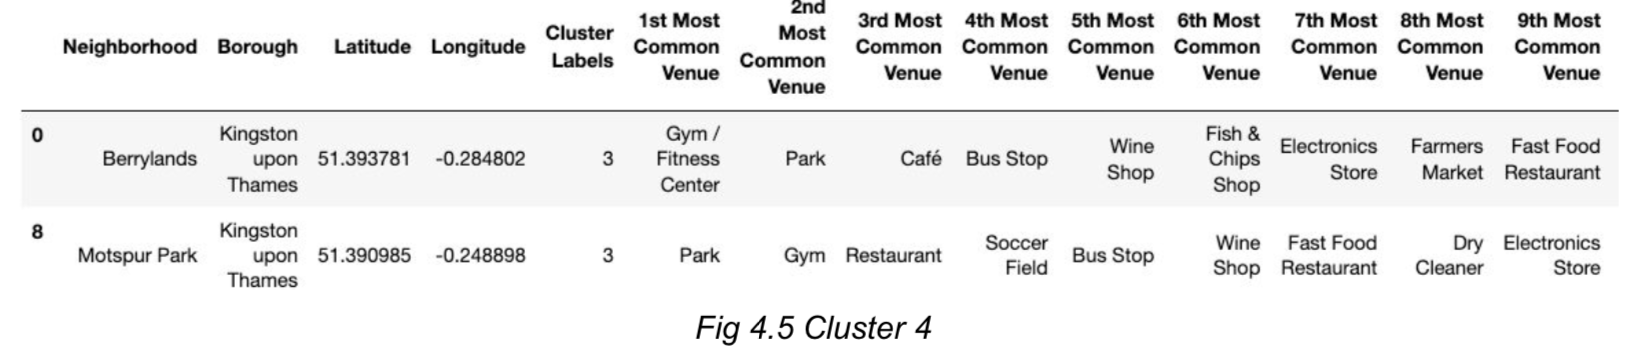 Neighborhood Borough Latitude Longitude Cluster Labels 1st Most Common Venue 2nd Most Common Venue 3rd Most Common Venue 4th Most Common Venue 5th Most Common Venue 6th Most Common Venue 7th Most Common Venue 8th Most Common Venue 9th Most Common Venue
0 Berrylands Kingston upon Thames 51.393781 -0.284802 3 Gym / Fitness Center Park Café Bus Stop Wine Shop Fish & Chips Shop Electronics Store Farmers Market Fast Food Restaurant
8 Motspur Park Kingston upon Thames 51.390985 -0.248898 3 Park Gym Restaurant Soccer Field Bus Stop Wine Shop Fast Food Restaurant Dry Cleaner Electronics Store
Fig 4.5 Cluster 4